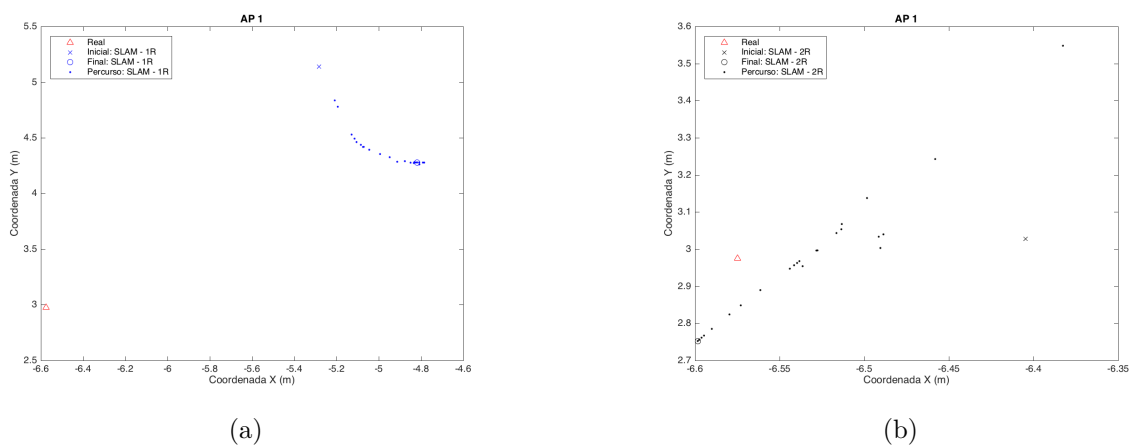 AP 1
5.5
5
4.5
4
3.5
3
2.5
Coordenada Y (m)
Real
Inicial: SLAM - 1R
Final: SLAM - 1R
Percurso: SLAM - 1R
-6.6 -6.4 -6.2 -6 -5.8 -5.6 -5.4 -5.2 -5 -4.8 -4.6
Coordenada X (m)
(a)
AP 1
3.6
3.5
3.4
3.3
3.2
3.1
3
2.9
2.8
2.7
Coordenada Y (m)
Real
Inicial: SLAM - 2R
Final: SLAM - 2R
Percurso: SLAM - 2R
-6.6 -6.55 -6.5 -6.45 -6.4 -6.35
Coordenada X (m)
(b)